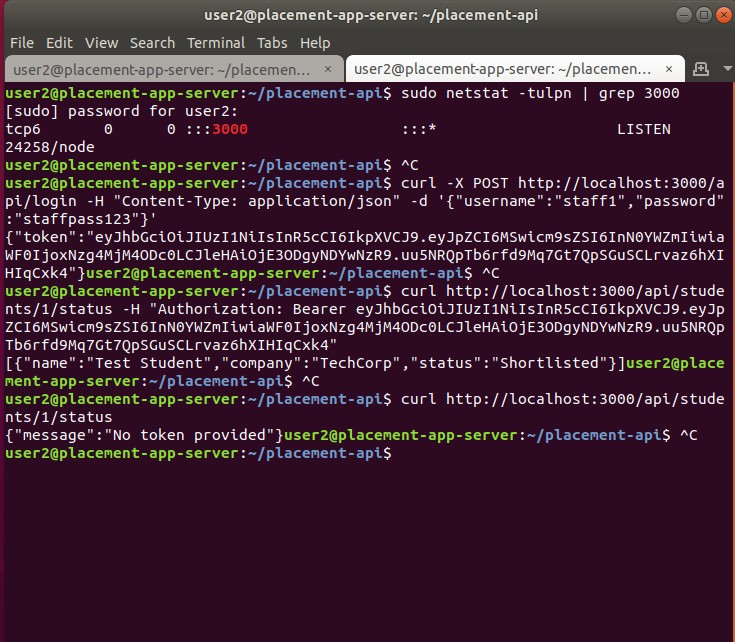 user2@placement-app-server: ~/placement-api
File Edit View Search Terminal Tabs Help
user2@placement-app-server: ~/placemen... × user2@placement-app-server: ~/placemen... ×
user2@placement-app-server:~/placement-api$ sudo netstat -tulpn | grep 3000
[sudo] password for user2:
tcp6 0 0 :::3000 :::* LISTEN
24258/node
user2@placement-app-server:~/placement-api$ ^C
user2@placement-app-server:~/placement-api$ curl -X POST http://localhost:3000/a
pi/login -H "Content-Type: application/json" -d '{"username":"staff1","password"
:"staffpass123"}'
{"token":"eyJhbGciOiJIUzI1NiIsInR5cCI6IkpXVCJ9.eyJpZCI6MSwicm9sZSI6InN0YWZmIiwia
WF0IjoxNzg4MjM4ODc0LCJleHAiOjE3ODgyNDYwNzR9.uu5NRQpTb6rfd9Mq7Gt7QpSGuSCLrvaz6hXI
HIqCxk4"}user2@placement-app-server:~/placement-api$ ^C
user2@placement-app-server:~/placement-api$ curl http://localhost:3000/api/stude
nts/1/status -H "Authorization: Bearer eyJhbGciOiJIUzI1NiIsInR5cCI6IkpXVCJ9.eyJp
ZCI6MSwicm9sZSI6InN0YWZmIiwiaWF0IjoxNzg4MjM4ODc0LCJleHAiOjE3ODgyNDYwNzR9.uu5NRQp
Tb6rfd9Mq7Gt7QpSGuSCLrvaz6hXIHIqCxk4"
[{"name":"Test Student","company":"TechCorp","status":"Shortlisted"}]user2@place
ment-app-server:~/placement-api$ ^C
user2@placement-app-server:~/placement-api$ curl http://localhost:3000/api/stude
nts/1/status
{"message":"No token provided"}user2@placement-app-server:~/placement-api$ ^C
user2@placement-app-server:~/placement-api$